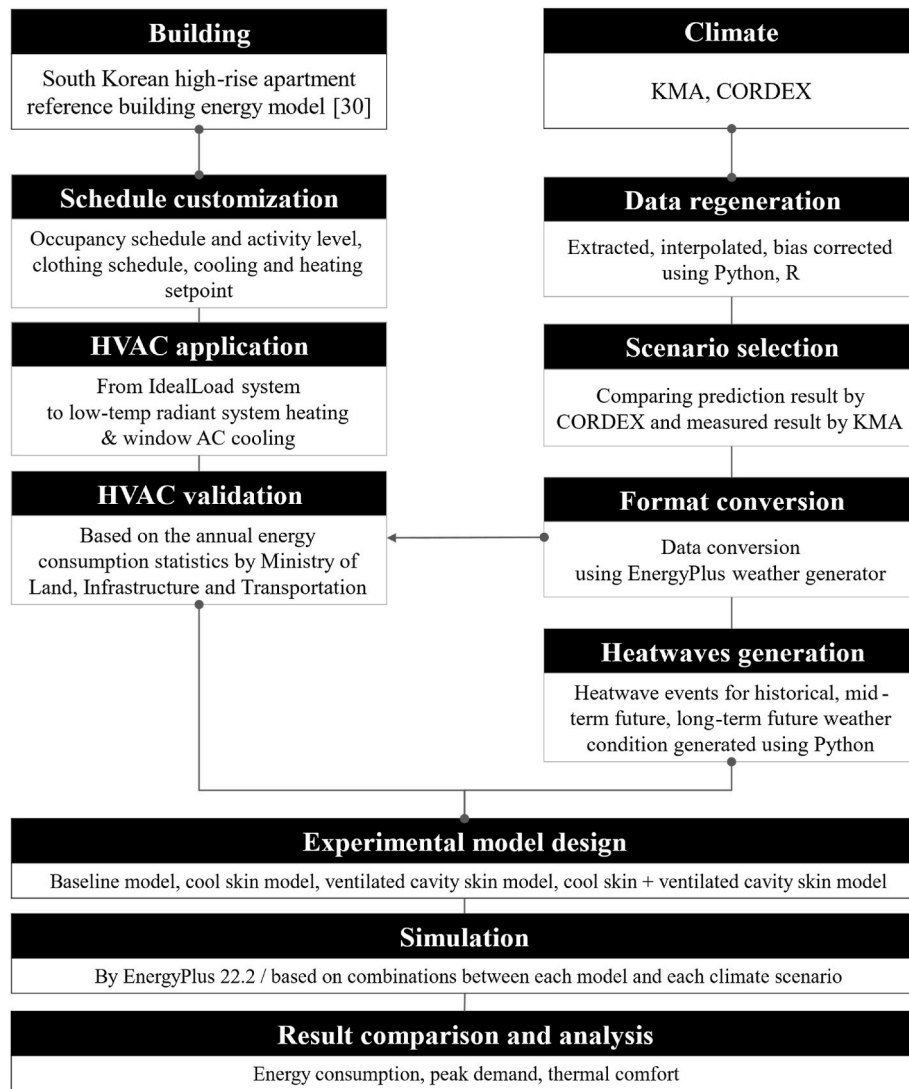 Building
South Korean high-rise apartment
reference building energy model [30]
Schedule customization
Occupancy schedule and activity level,
clothing schedule, cooling and heating
setpoint
HVAC application
From IdealLoad system
to low-temp radiant system heating
& window AC cooling
HVAC validation
Based on the annual energy
consumption statistics by Ministry of
Land, Infrastructure and Transportation
Climate
KMA, CORDEX
Data regeneration
Extracted, interpolated, bias corrected
using Python, R
Scenario selection
Comparing prediction result by
CORDEX and measured result by KMA
Format conversion
Data conversion
using EnergyPlus weather generator
Heatwaves generation
Heatwave events for historical, mid-
term future, long-term future weather
condition generated using Python
Experimental model design
Baseline model, cool skin model, ventilated cavity skin model, cool skin + ventilated cavity skin model
Simulation
By EnergyPlus 22.2 / based on combinations between each model and each climate scenario
Result comparison and analysis
Energy consumption, peak demand, thermal comfort